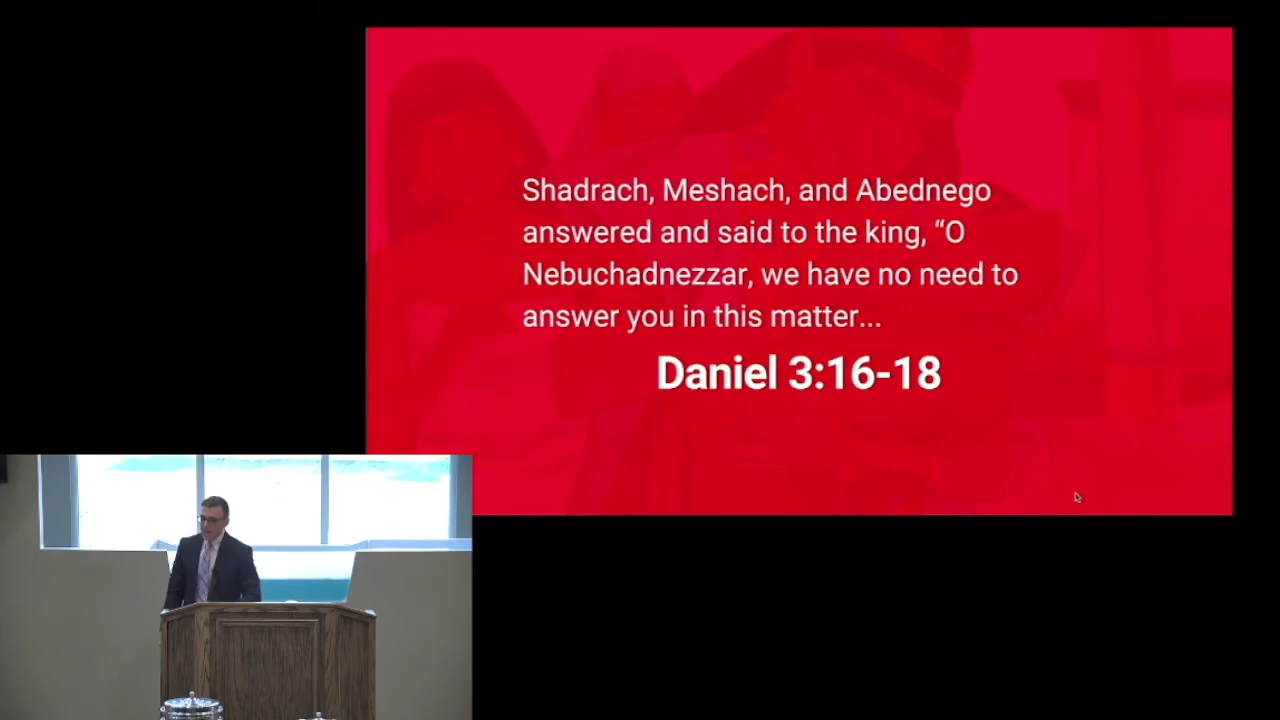 Shadrach, Meshach, and Abednego
answered and said to the king, “O
Nebuchadnezzar, we have no need to
answer you in this matter...
Daniel 3:16-18